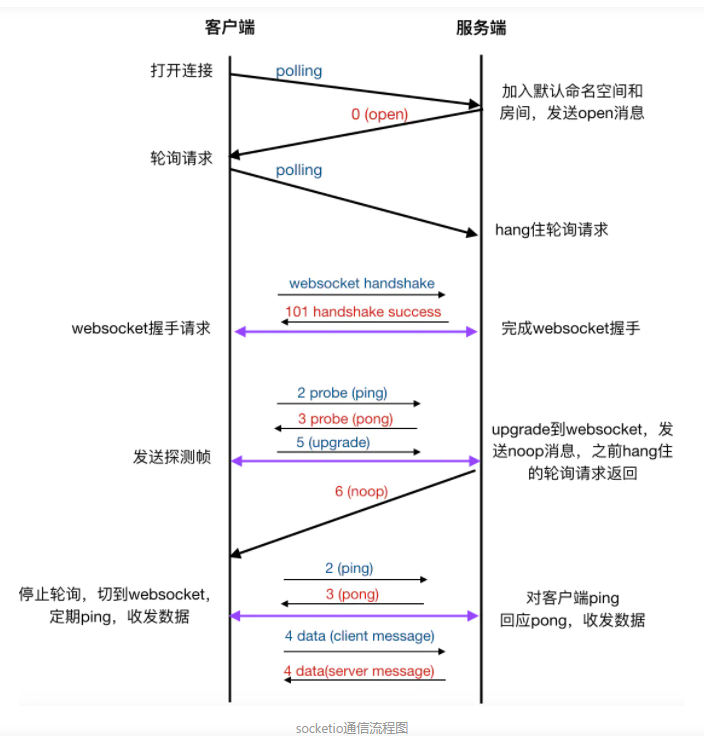 客户端
服务端
打开连接
polling
加入默认命名空间和
房间，发送open消息
0 (open)
轮询请求
polling
hang住轮询请求
websocket handshake
101 handshake success
websocket握手请求
完成websocket握手
2 probe (ping)
3 probe (pong)
5 (upgrade)
发送探测帧
upgrade到websocket，发
送noop消息，之前hang住
的轮询请求返回
6 (noop)
2 (ping)
3 (pong)
停止轮询，切到websocket，
定期ping，收发数据
对客户端ping
回应pong，收发数据
4 data (client message)
4 data(server message)
socketio通信流程图